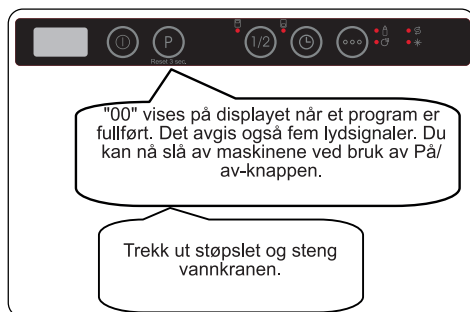 P
1/2
Reset 3 sec.
"00" vises på displayet når et program er
fullført. Det avgis også fem lydsignaler. Du
kan nå slå av maskinene ved bruk av På/
av-knappen.
Trekk ut støpslet og steng
vannkranen.